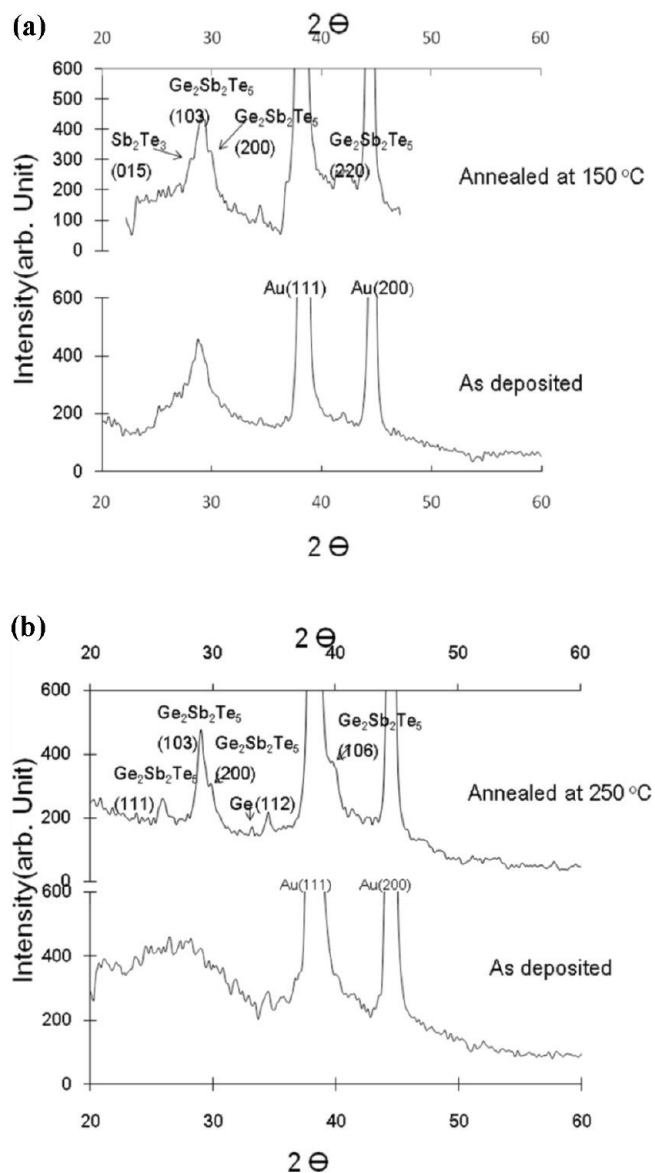 (a)
2 Θ
20 30 40 50 60
600
Ge₂Sb₂Te₅
500
(103)
Ge₂Sb₂Te₅
400
Sb₂Te₃
(200)
Ge₂Sb₂Te₅
300
(015)
(220)
Annealed at 150 °C
200
100
0
Intensity(arb. Unit)
Au(111) Au(200)
600
400
As deposited
200
0
20 30 40 50 60
2 Θ
(b)
2 Θ
20 30 40 50 60
600
Ge₂Sb₂Te₅
Ge₂Sb₂Te₅
(103)
Ge₂Sb₂Te₅
(106)
400
Ge₂Sb₂Te₅
(200)
(111)
Ge(112)
Annealed at 250 °C
200
0
Intensity(arb. Unit)
Au(111) Au(200)
600
400
As deposited
200
0
20 30 40 50 60
2 Θ